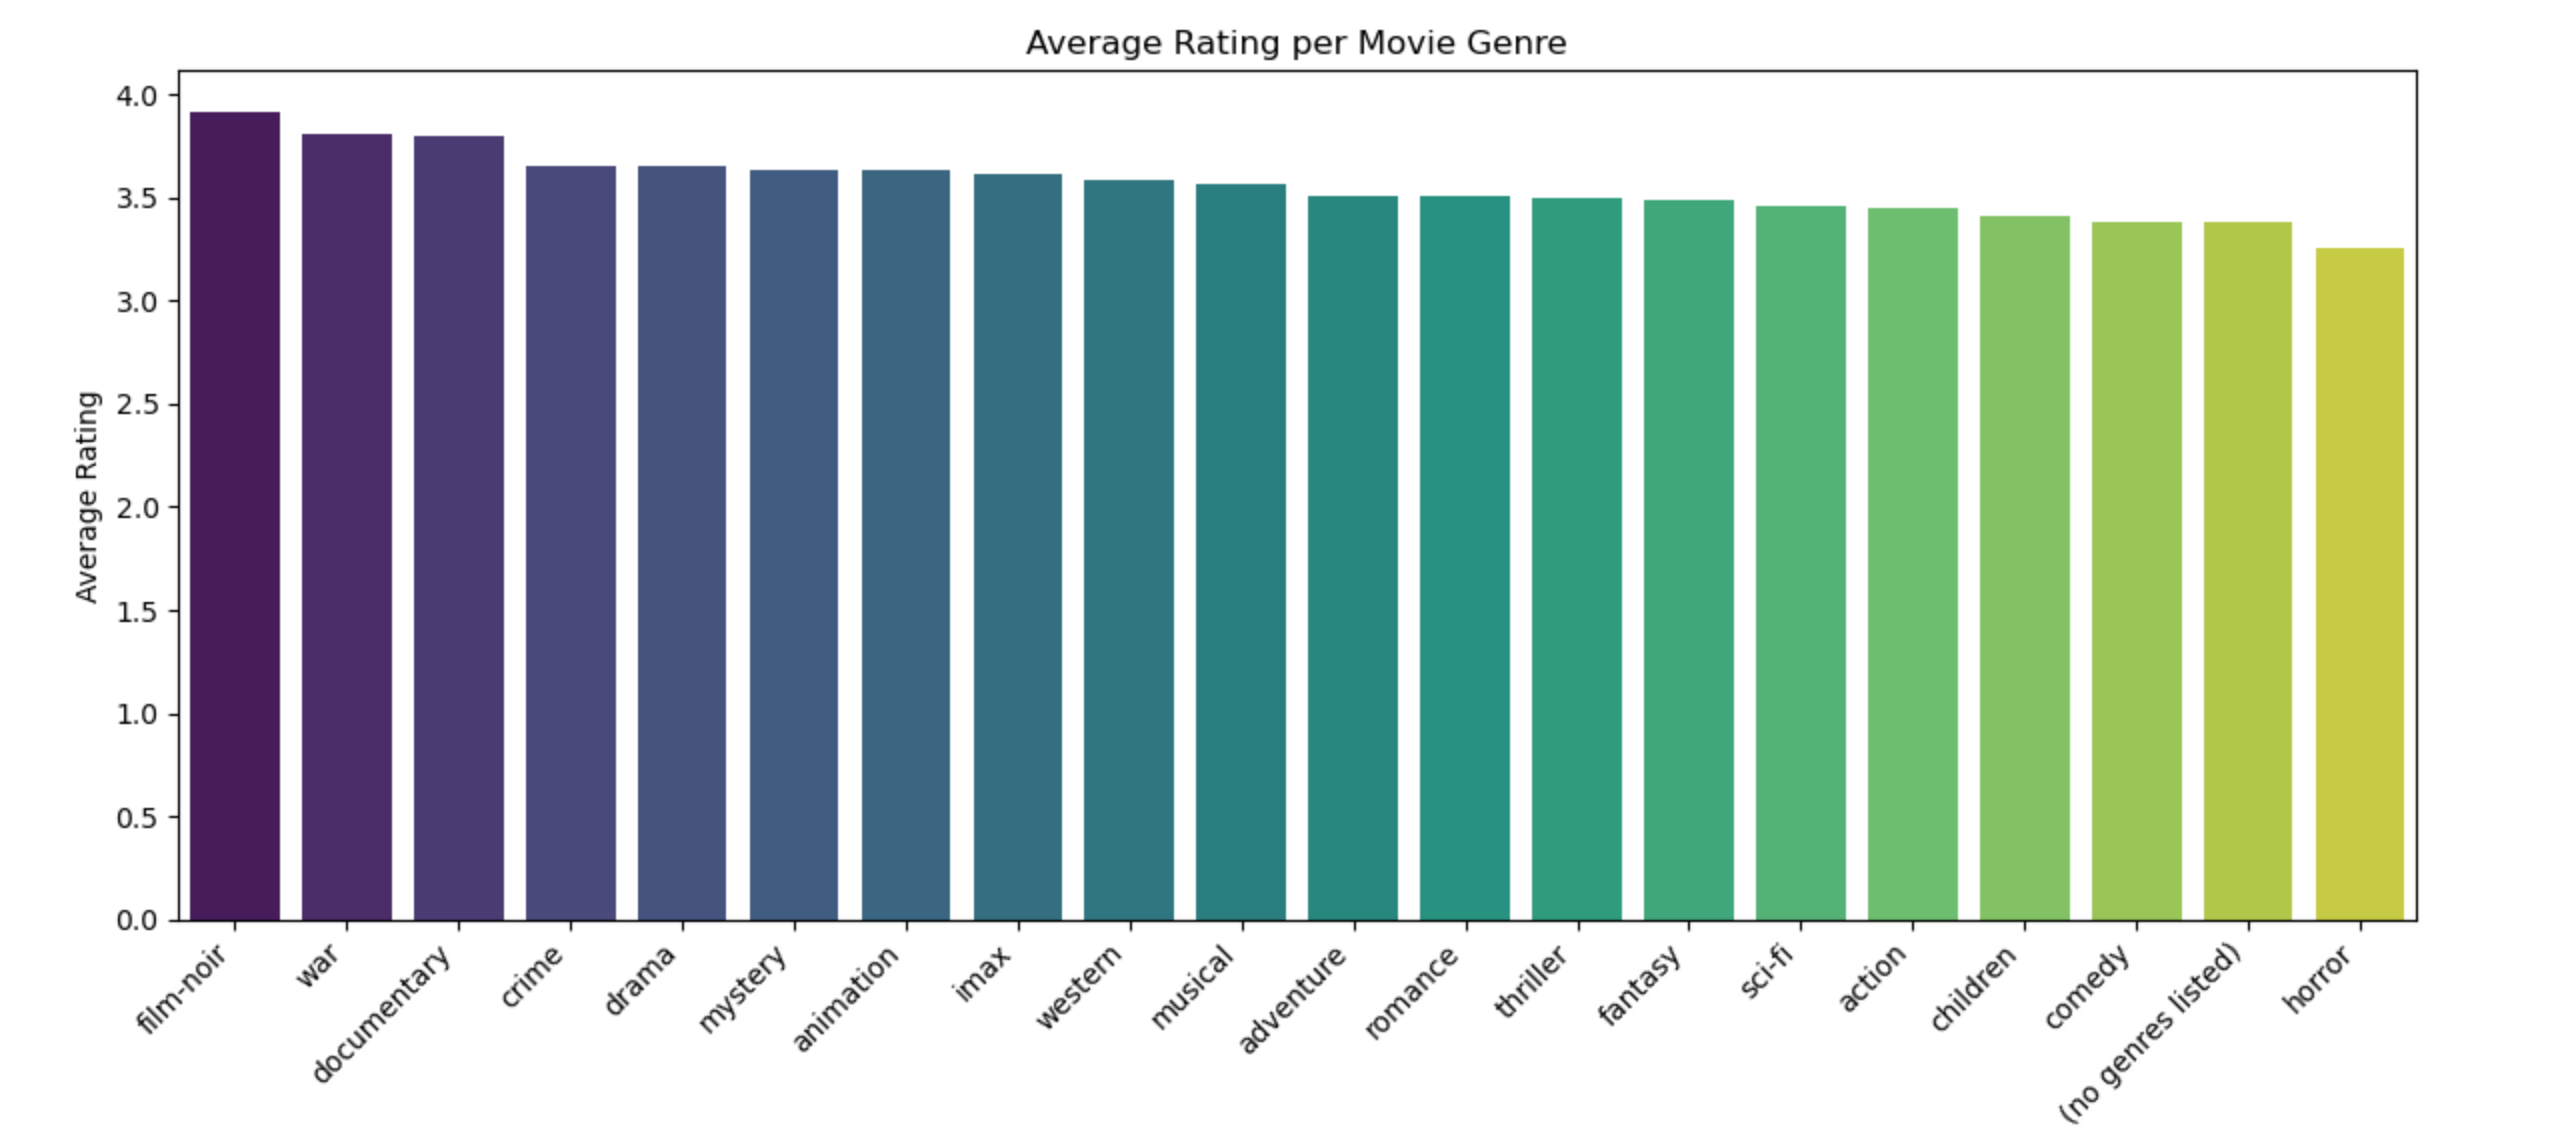 Average Rating per Movie Genre
Average Rating
4.0
3.5
3.0
2.5
2.0
1.5
1.0
0.5
0.0
film-noir
war
documentary
crime
drama
mystery
animation
imax
western
musical
adventure
romance
thriller
fantasy
sci-fi
action
children
comedy
(no genres listed)
horror